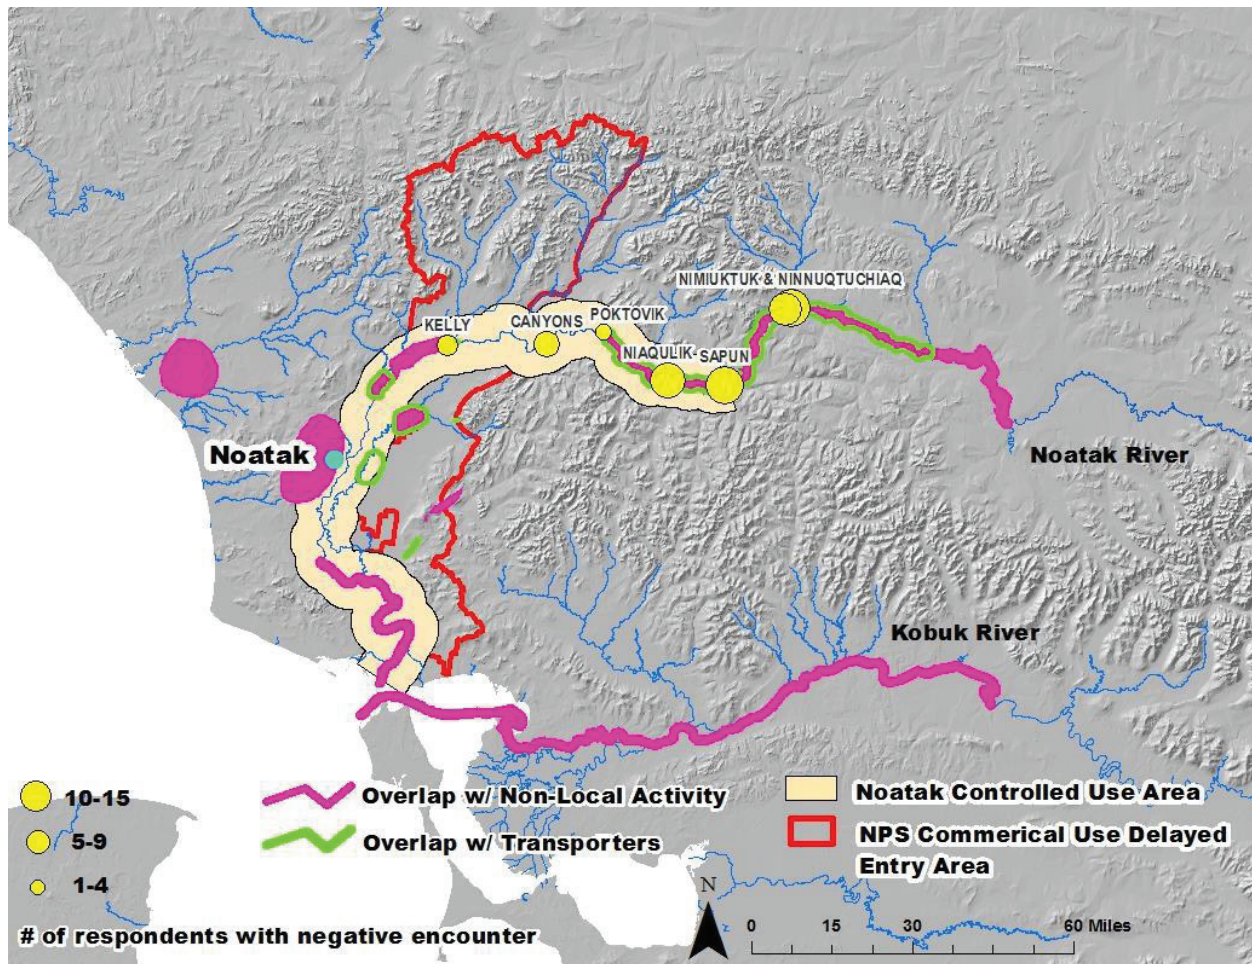 NIMIUKTUK & NINNUQTUCHIAQ
POKTOVIK
KELLY
CANYONS
NIAQULIK
SAPUN
Noatak
Noatak River
Kobuk River
10-15
5-9
1-4
# of respondents with negative encounter
Overlap w/ Non-Local Activity
Overlap w/ Transporters
Noatak Controlled Use Area
NPS Commerical Use Delayed
Entry Area
N
0 15 30 60 Miles